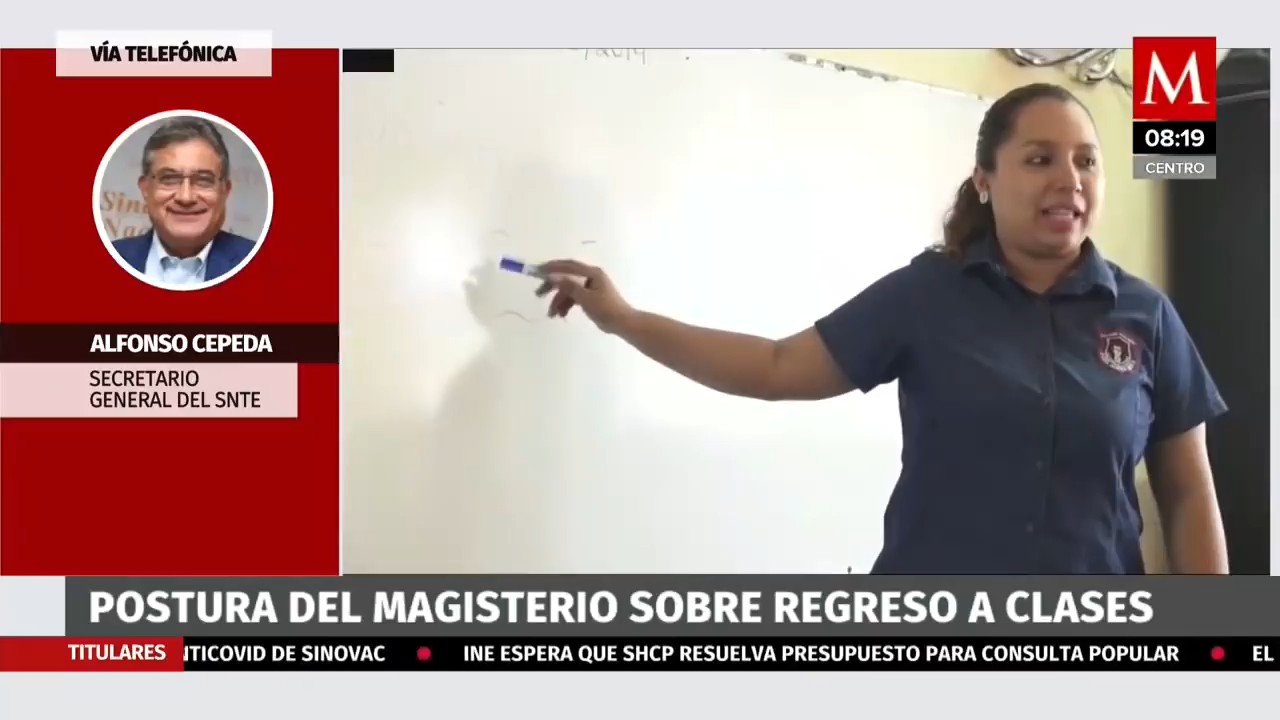 VÍA TELEFÓNICA
M
08:19
CENTRO
ALFONSO CEPEDA
SECRETARIO
GENERAL DEL SNTE
POSTURA DEL MAGISTERIO SOBRE REGRESO A CLASES
TITULARES
NTICOVID DE SINOVAC • INE ESPERA QUE SHCP RESUELVA PRESUPUESTO PARA CONSULTA POPULAR • EL